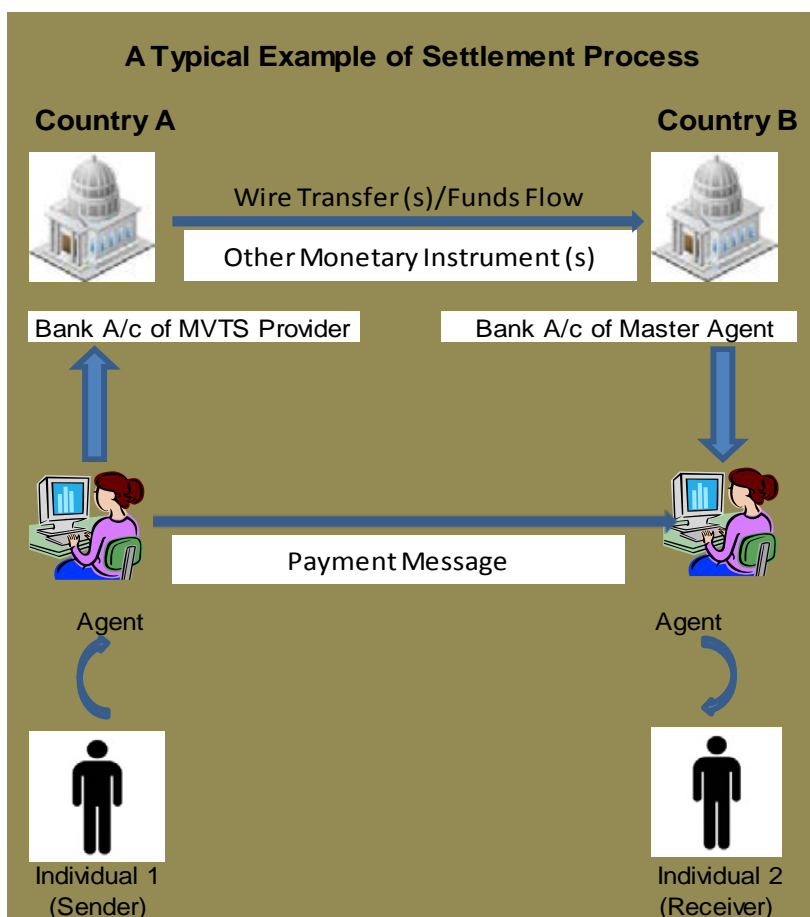 A Typical Example of Settlement Process
Country A
Country B
Wire Transfer (s)/Funds Flow
Other Monetary Instrument (s)
Bank A/c of MVTS Provider
Bank A/c of Master Agent
Payment Message
Agent
Agent
Individual 1
(Sender)
Individual 2
(Receiver)